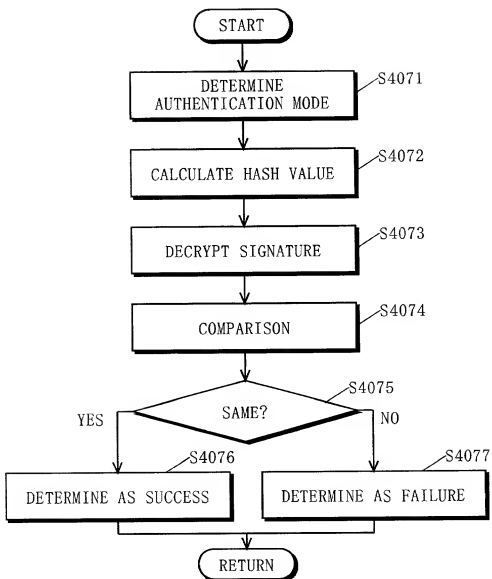 START
DETERMINE
AUTHENTICATION MODE
S4071
CALCULATE HASH VALUE
S4072
DECRYPT SIGNATURE
S4073
COMPARISON
S4074
SAME?
S4075
YES
NO
DETERMINE AS SUCCESS
S4076
DETERMINE AS FAILURE
S4077
RETURN